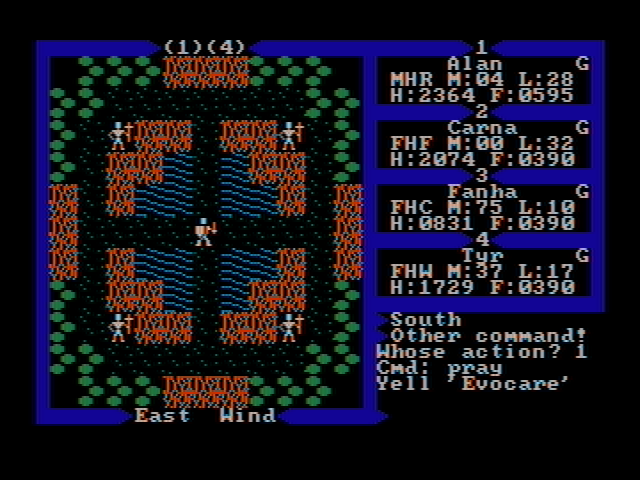 (1)(4)
1
Alan G
MHR M:04 L:28
H:2364 F:0595
2
Carna G
FHF M:00 L:32
H:2074 F:0390
3
Fanha G
FHC M:75 L:10
H:0831 F:0390
4
Tyr G
FHW M:37 L:17
H:1729 F:0390
South
Other command!
Whose action? 1
Cmd: pray
Yell 'Evocare'
East Wind